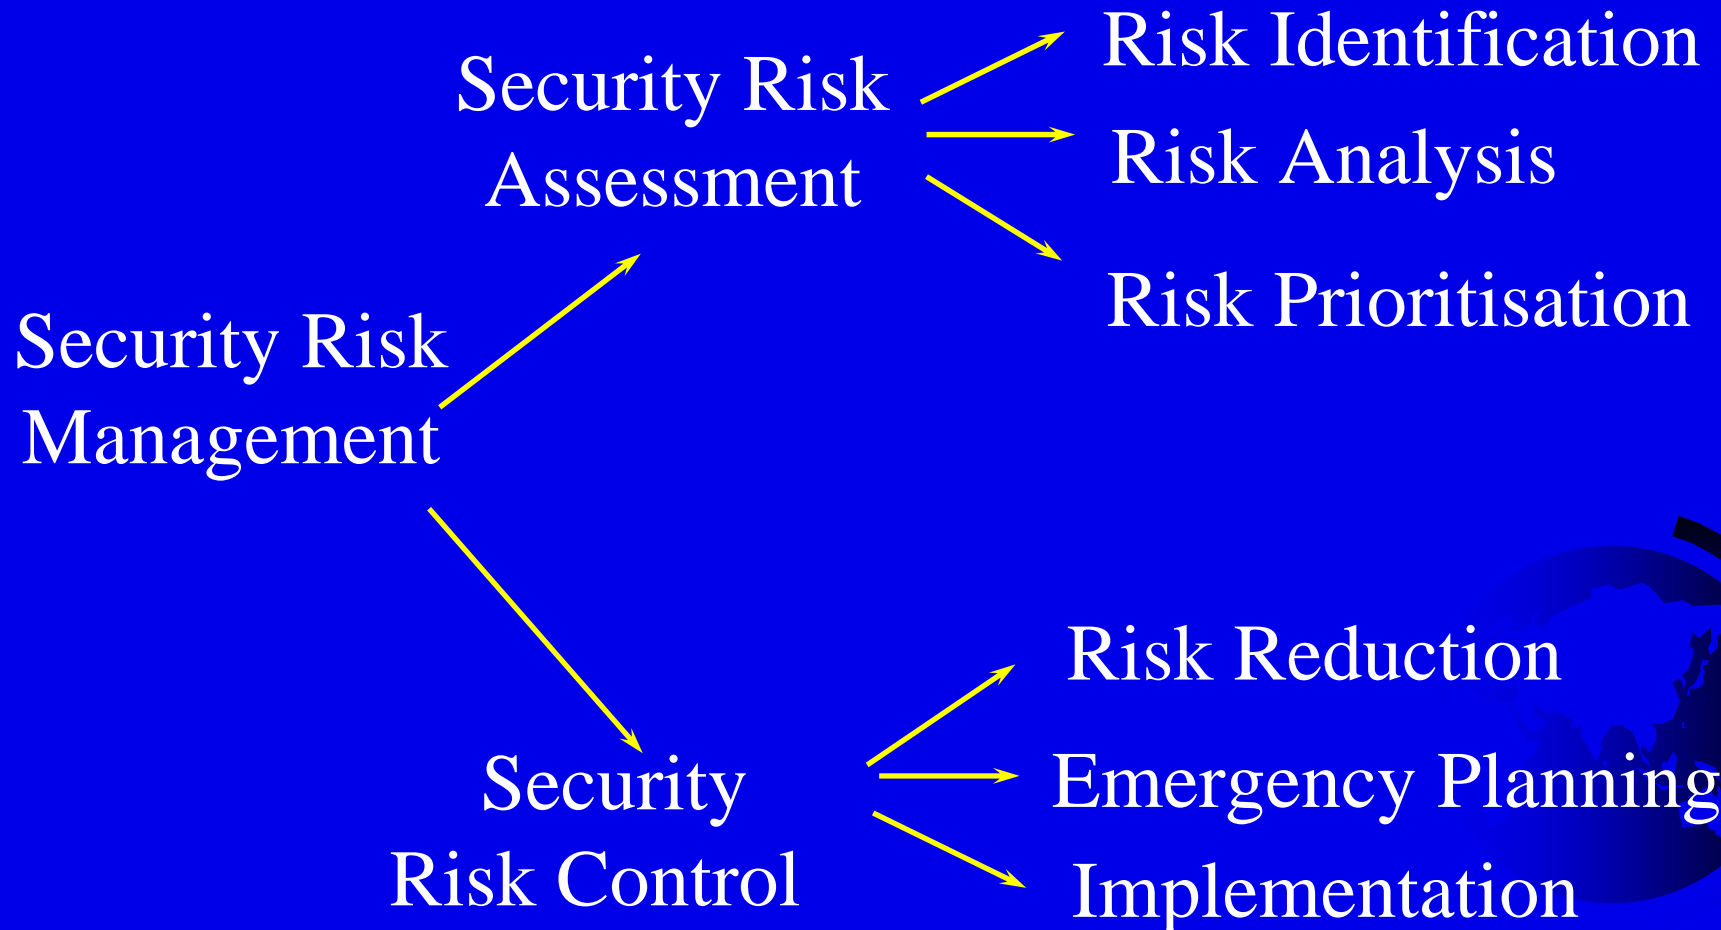 Security Risk
Management
Security Risk
Assessment
Risk Identification
Risk Analysis
Risk Prioritisation
Security
Risk Control
Risk Reduction
Emergency Planning
Implementation